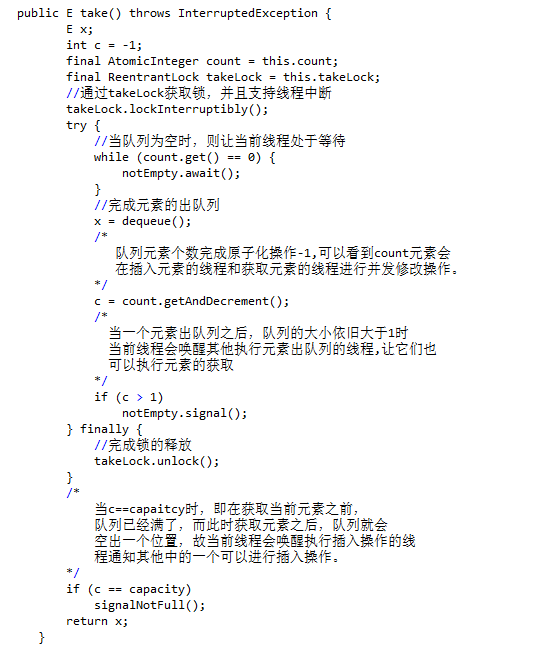 public E take() throws InterruptedException {
E x;
int c = -1;
final AtomicInteger count = this.count;
final ReentrantLock takeLock = this.takeLock;
//通过takeLock获取锁，并且支持线程中断
takeLock.lockInterruptibly();
try {
//当队列为空时，则让当前线程处于等待
while (count.get() == 0) {
notEmpty.await();
}
//完成元素的出队列
x = dequeue();
/*
队列元素个数完成原子化操作-1,可以看到count元素会
在插入元素的线程和获取元素的线程进行并发修改操作。
*/
c = count.getAndDecrement();
/*
当一个元素出队列之后，队列的大小依旧大于1时
当前线程会唤醒其他执行元素出队列的线程,让它们也
可以执行元素的获取
*/
if (c > 1)
notEmpty.signal();
} finally {
//完成锁的释放
takeLock.unlock();
}
/*
当c==capaitcy时，即在获取当前元素之前，
队列已经满了，而此时获取元素之后，队列就会
空出一个位置，故当前线程会唤醒执行插入操作的线
程通知其他中的一个可以进行插入操作。
*/
if (c == capacity)
signalNotFull();
return x;
}